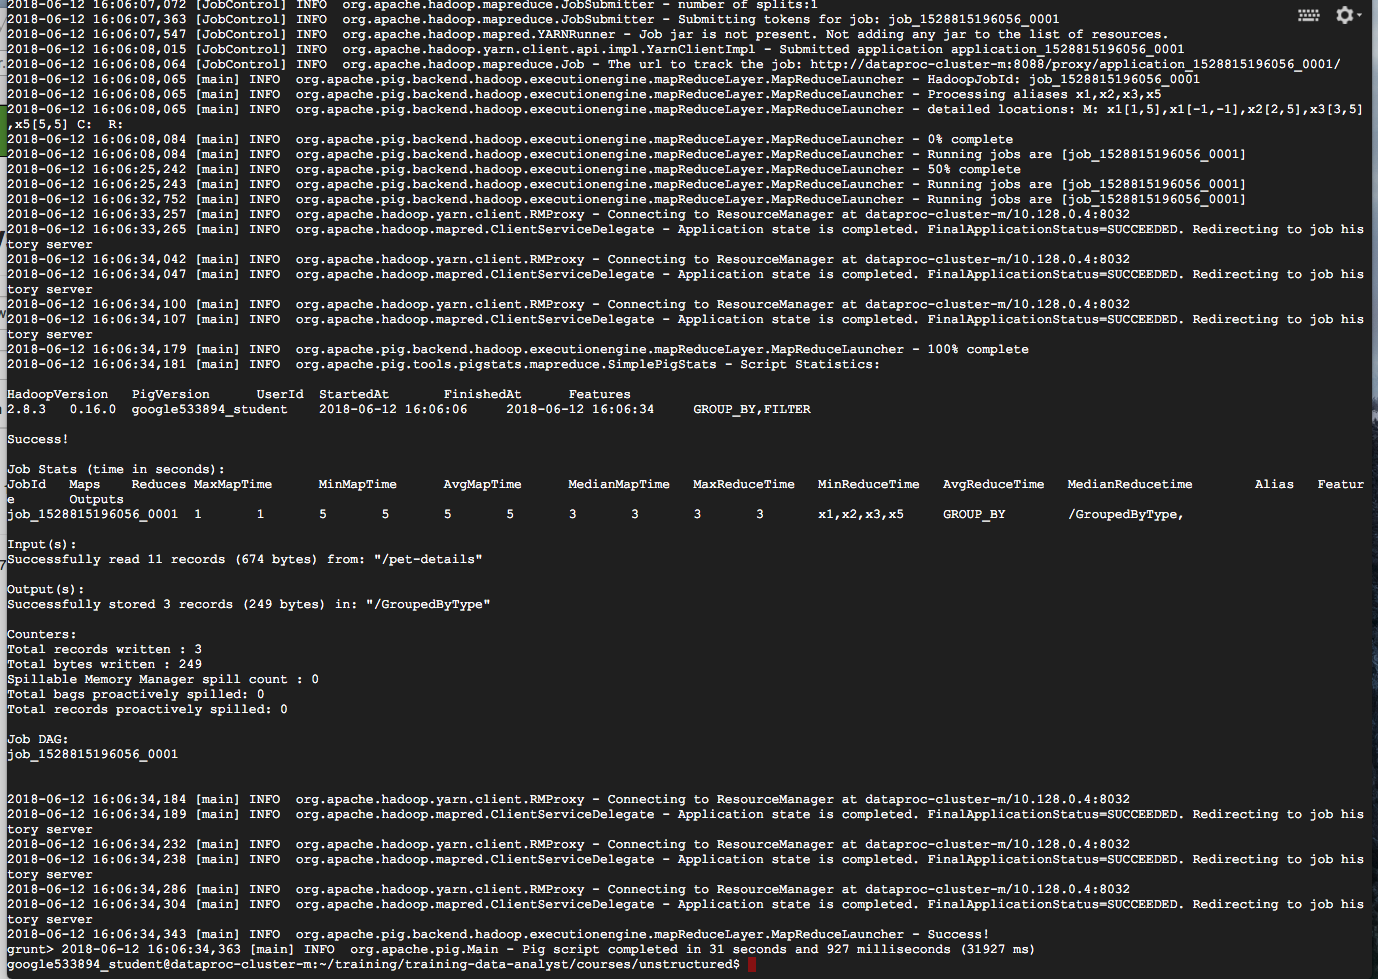 2018-06-12 16:06:07,072 [JobControl] INFO  org.apache.hadoop.mapreduce.JobSubmitter - number of splits:1
2018-06-12 16:06:07,363 [JobControl] INFO  org.apache.hadoop.mapreduce.JobSubmitter - Submitting tokens for job: job_1528815196056_0001
2018-06-12 16:06:07,547 [JobControl] INFO  org.apache.hadoop.mapred.YARNRunner - Job jar is not present. Not adding any jar to the list of resources.
2018-06-12 16:06:08,015 [JobControl] INFO  org.apache.hadoop.yarn.client.api.impl.YarnClientImpl - Submitted application application_1528815196056_0001
2018-06-12 16:06:08,064 [JobControl] INFO  org.apache.hadoop.mapreduce.Job - The url to track the job: http://dataproc-cluster-m:8088/proxy/application_1528815196056_0001/
2018-06-12 16:06:08,065 [main] INFO  org.apache.pig.backend.hadoop.executionengine.mapReduceLayer.MapReduceLauncher - HadoopJobId: job_1528815196056_0001
2018-06-12 16:06:08,065 [main] INFO  org.apache.pig.backend.hadoop.executionengine.mapReduceLayer.MapReduceLauncher - Processing aliases x1,x2,x3,x5
2018-06-12 16:06:08,065 [main] INFO  org.apache.pig.backend.hadoop.executionengine.mapReduceLayer.MapReduceLauncher - detailed locations: M: x1[1,5],x1[-1,-1],x2[2,5],x3[3,5]
,x5[5,5] C:  R:
2018-06-12 16:06:08,084 [main] INFO  org.apache.pig.backend.hadoop.executionengine.mapReduceLayer.MapReduceLauncher - 0% complete
2018-06-12 16:06:08,084 [main] INFO  org.apache.pig.backend.hadoop.executionengine.mapReduceLayer.MapReduceLauncher - Running jobs are [job_1528815196056_0001]
2018-06-12 16:06:25,242 [main] INFO  org.apache.pig.backend.hadoop.executionengine.mapReduceLayer.MapReduceLauncher - 50% complete
2018-06-12 16:06:25,243 [main] INFO  org.apache.pig.backend.hadoop.executionengine.mapReduceLayer.MapReduceLauncher - Running jobs are [job_1528815196056_0001]
2018-06-12 16:06:32,752 [main] INFO  org.apache.pig.backend.hadoop.executionengine.mapReduceLayer.MapReduceLauncher - Running jobs are [job_1528815196056_0001]
2018-06-12 16:06:33,257 [main] INFO  org.apache.hadoop.yarn.client.RMProxy - Connecting to ResourceManager at dataproc-cluster-m/10.128.0.4:8032
2018-06-12 16:06:33,265 [main] INFO  org.apache.hadoop.mapred.ClientServiceDelegate - Application state is completed. FinalApplicationStatus=SUCCEEDED. Redirecting to job his
tory server
2018-06-12 16:06:34,042 [main] INFO  org.apache.hadoop.yarn.client.RMProxy - Connecting to ResourceManager at dataproc-cluster-m/10.128.0.4:8032
2018-06-12 16:06:34,047 [main] INFO  org.apache.hadoop.mapred.ClientServiceDelegate - Application state is completed. FinalApplicationStatus=SUCCEEDED. Redirecting to job his
tory server
2018-06-12 16:06:34,100 [main] INFO  org.apache.hadoop.yarn.client.RMProxy - Connecting to ResourceManager at dataproc-cluster-m/10.128.0.4:8032
2018-06-12 16:06:34,107 [main] INFO  org.apache.hadoop.mapred.ClientServiceDelegate - Application state is completed. FinalApplicationStatus=SUCCEEDED. Redirecting to job his
tory server
2018-06-12 16:06:34,179 [main] INFO  org.apache.pig.backend.hadoop.executionengine.mapReduceLayer.MapReduceLauncher - 100% complete
2018-06-12 16:06:34,181 [main] INFO  org.apache.pig.tools.pigstats.mapreduce.SimplePigStats - Script Statistics:
HadoopVersion   PigVersion      UserId  StartedAt       FinishedAt      Features
2.8.3   0.16.0  google533894_student    2018-06-12 16:06:06     2018-06-12 16:06:34     GROUP_BY,FILTER
Success!
Job Stats (time in seconds):
JobId   Maps    Reduces MaxMapTime      MinMapTime      AvgMapTime      MedianMapTime   MaxReduceTime   MinReduceTime   AvgReduceTime   MedianReducetime        Alias   Featur
e       Outputs
job_1528815196056_0001  1       1       5       5       5       5       3       3       3       3       x1,x2,x3,x5     GROUP_BY        /GroupedByType,
Input(s):
Successfully read 11 records (674 bytes) from: "/pet-details"
Output(s):
Successfully stored 3 records (249 bytes) in: "/GroupedByType"
Counters:
Total records written : 3
Total bytes written : 249
Spillable Memory Manager spill count : 0
Total bags proactively spilled: 0
Total records proactively spilled: 0
Job DAG:
job_1528815196056_0001
2018-06-12 16:06:34,184 [main] INFO  org.apache.hadoop.yarn.client.RMProxy - Connecting to ResourceManager at dataproc-cluster-m/10.128.0.4:8032
2018-06-12 16:06:34,189 [main] INFO  org.apache.hadoop.mapred.ClientServiceDelegate - Application state is completed. FinalApplicationStatus=SUCCEEDED. Redirecting to job his
tory server
2018-06-12 16:06:34,232 [main] INFO  org.apache.hadoop.yarn.client.RMProxy - Connecting to ResourceManager at dataproc-cluster-m/10.128.0.4:8032
2018-06-12 16:06:34,238 [main] INFO  org.apache.hadoop.mapred.ClientServiceDelegate - Application state is completed. FinalApplicationStatus=SUCCEEDED. Redirecting to job his
tory server
2018-06-12 16:06:34,286 [main] INFO  org.apache.hadoop.yarn.client.RMProxy - Connecting to ResourceManager at dataproc-cluster-m/10.128.0.4:8032
2018-06-12 16:06:34,304 [main] INFO  org.apache.hadoop.mapred.ClientServiceDelegate - Application state is completed. FinalApplicationStatus=SUCCEEDED. Redirecting to job his
tory server
2018-06-12 16:06:34,343 [main] INFO  org.apache.pig.backend.hadoop.executionengine.mapReduceLayer.MapReduceLauncher - Success!
grunt> 2018-06-12 16:06:34,363 [main] INFO  org.apache.pig.Main - Pig script completed in 31 seconds and 927 milliseconds (31927 ms)
google533894_student@dataproc-cluster-m:~/training/training-data-analyst/courses/unstructured$